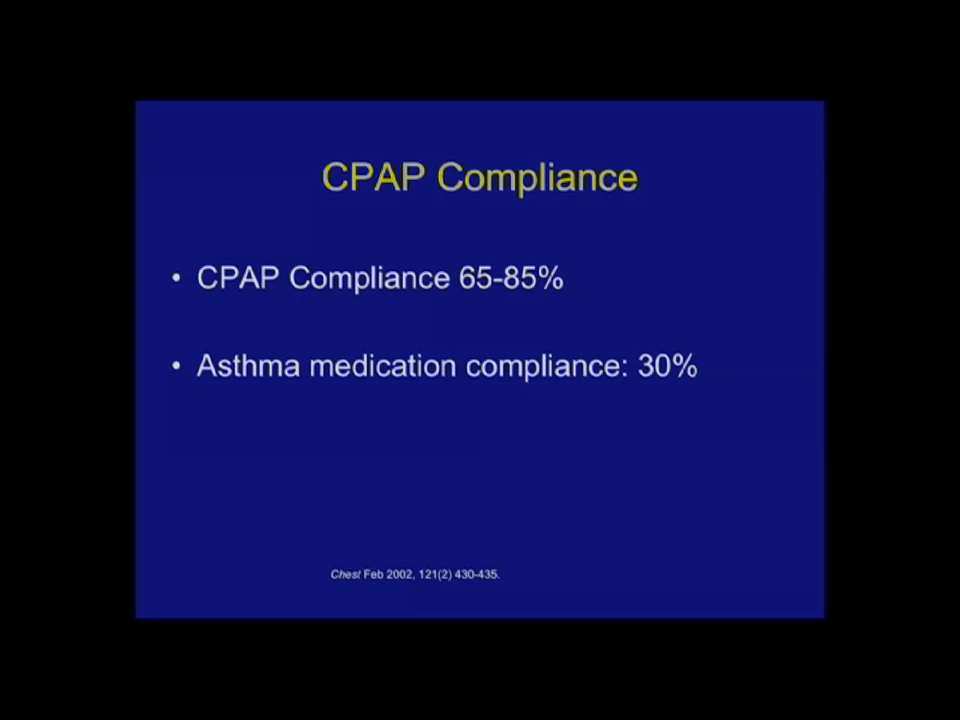 CPAP Compliance
• CPAP Compliance 65-85%
• Asthma medication compliance: 30%
Chest Feb 2002, 121(2) 430-435.